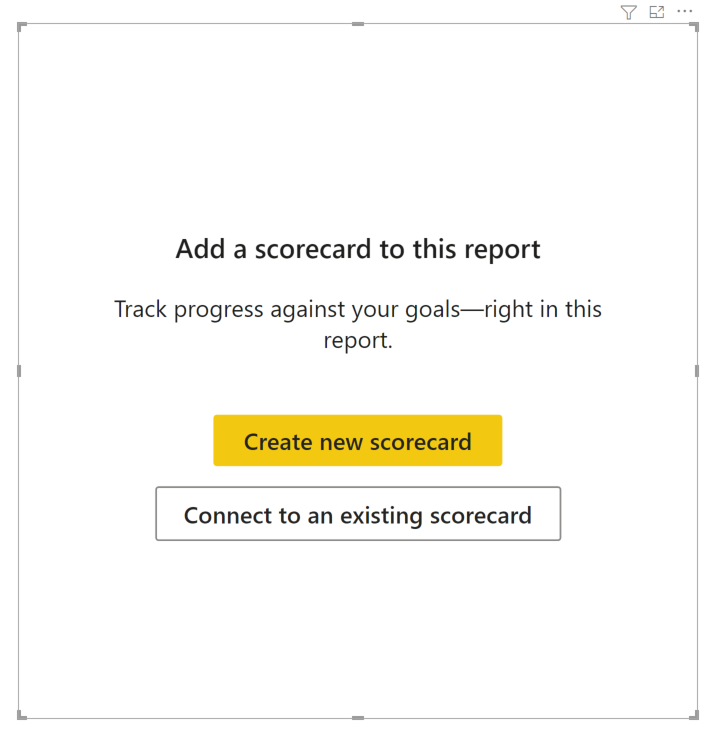 Add a scorecard to this report
Track progress against your goals—right in this
report.
Create new scorecard
Connect to an existing scorecard